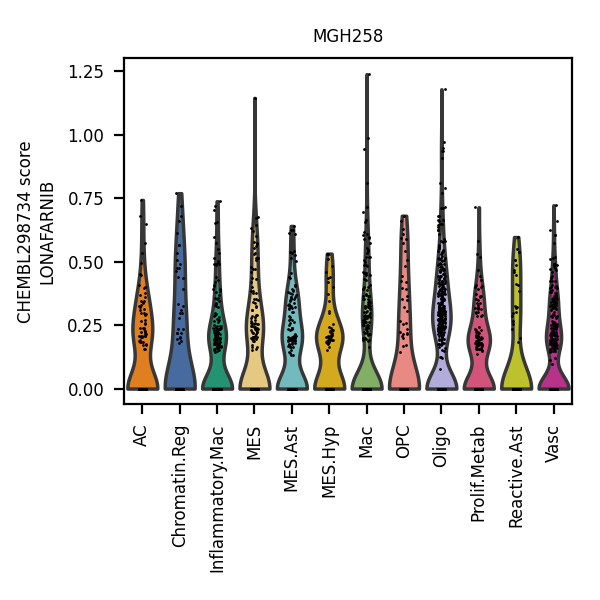 MGH258
CHEMBL298734 score
LONAFARNIB
1.25
1.00
0.75
0.50
0.25
0.00
AC
Chromatin.Reg
Inflammatory.Mac
MES
MES.Ast
MES.Hyp
Mac
OPC
Oligo
Prolif.Metab
Reactive.Ast
Vasc